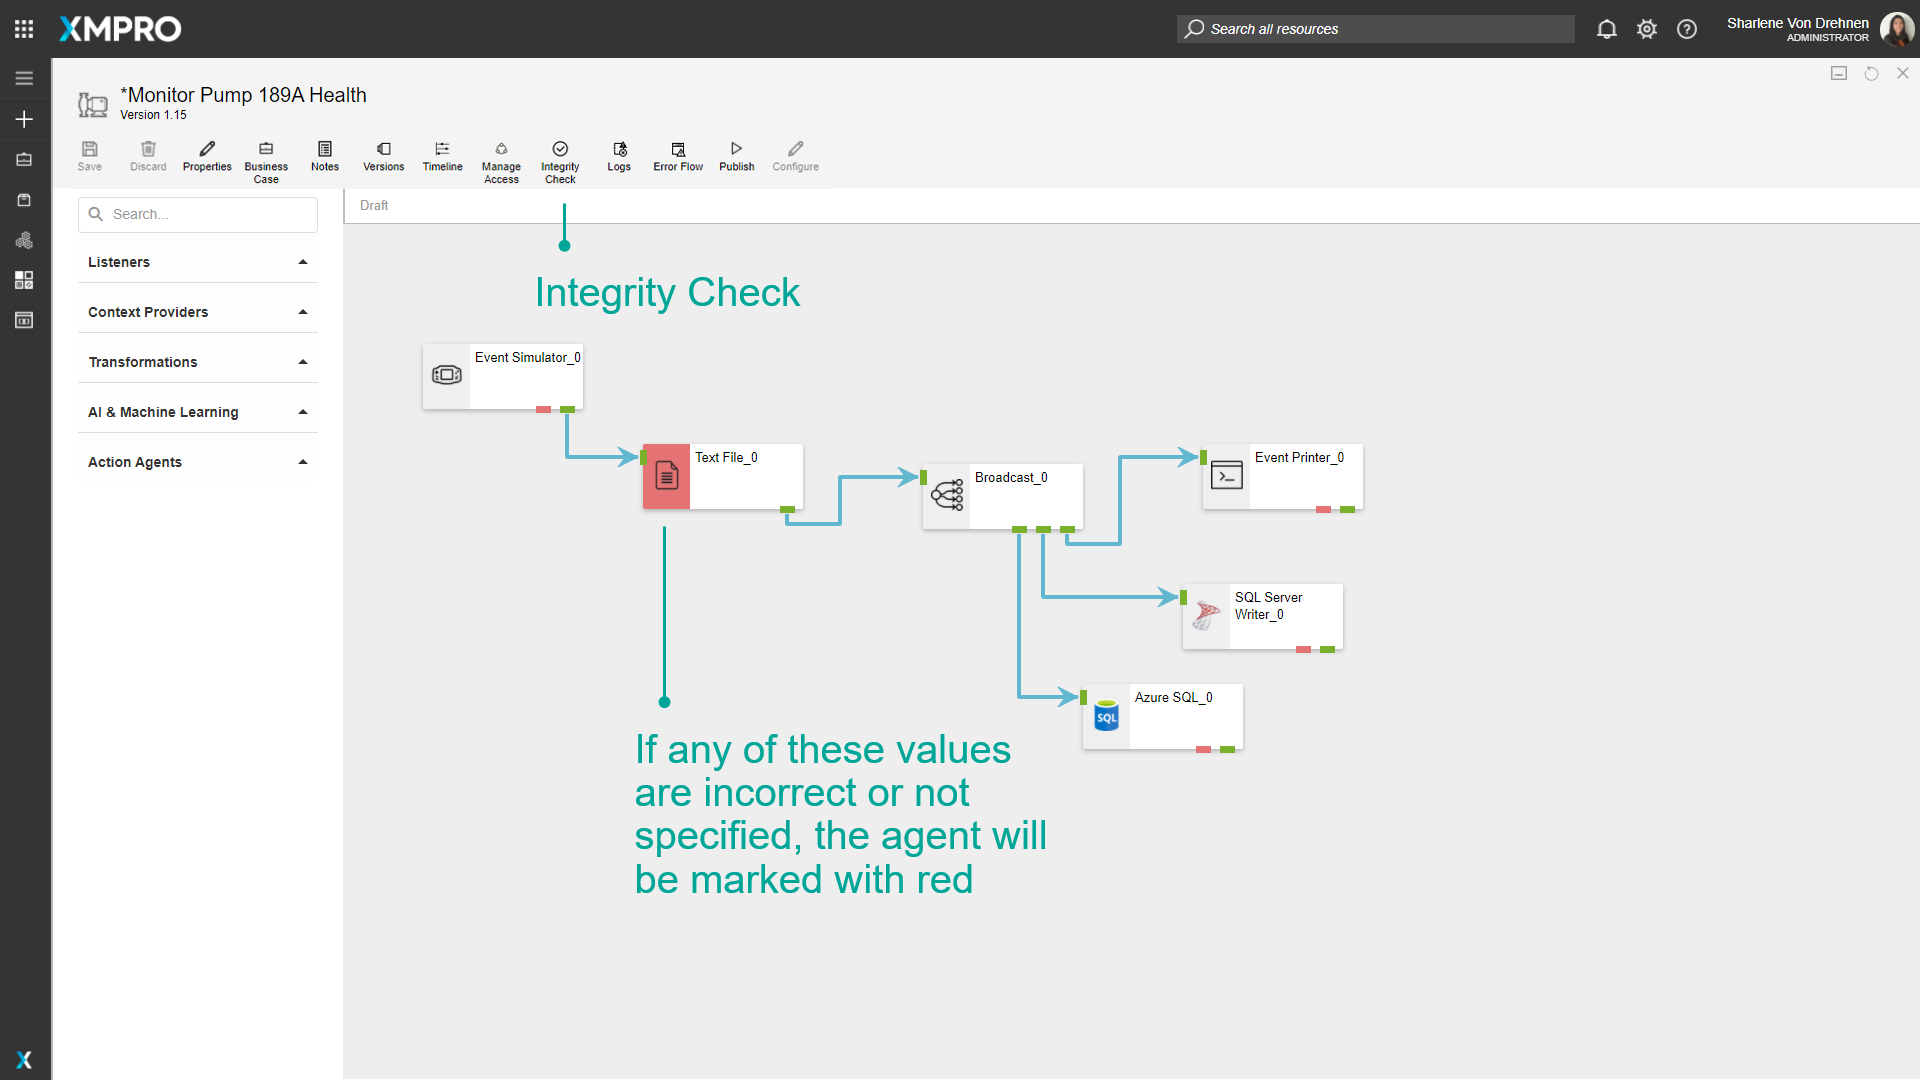 XMPRO
Search all resources
Sharlene Von Drehnen
ADMINISTRATOR
*Monitor Pump 189A Health
Version 1.15
Save
Discard
Properties
Business
Case
Notes
Versions
Timeline
Manage
Access
Integrity
Check
Logs
Error Flow
Publish
Configure
Search...
Draft
Listeners
Context Providers
Transformations
AI & Machine Learning
Action Agents
Integrity Check
Event Simulator_0
Text File_0
Broadcast_0
Event Printer_0
SQL Server
Writer_0
Azure SQL_0
SQL
If any of these values
are incorrect or not
specified, the agent will
be marked with red